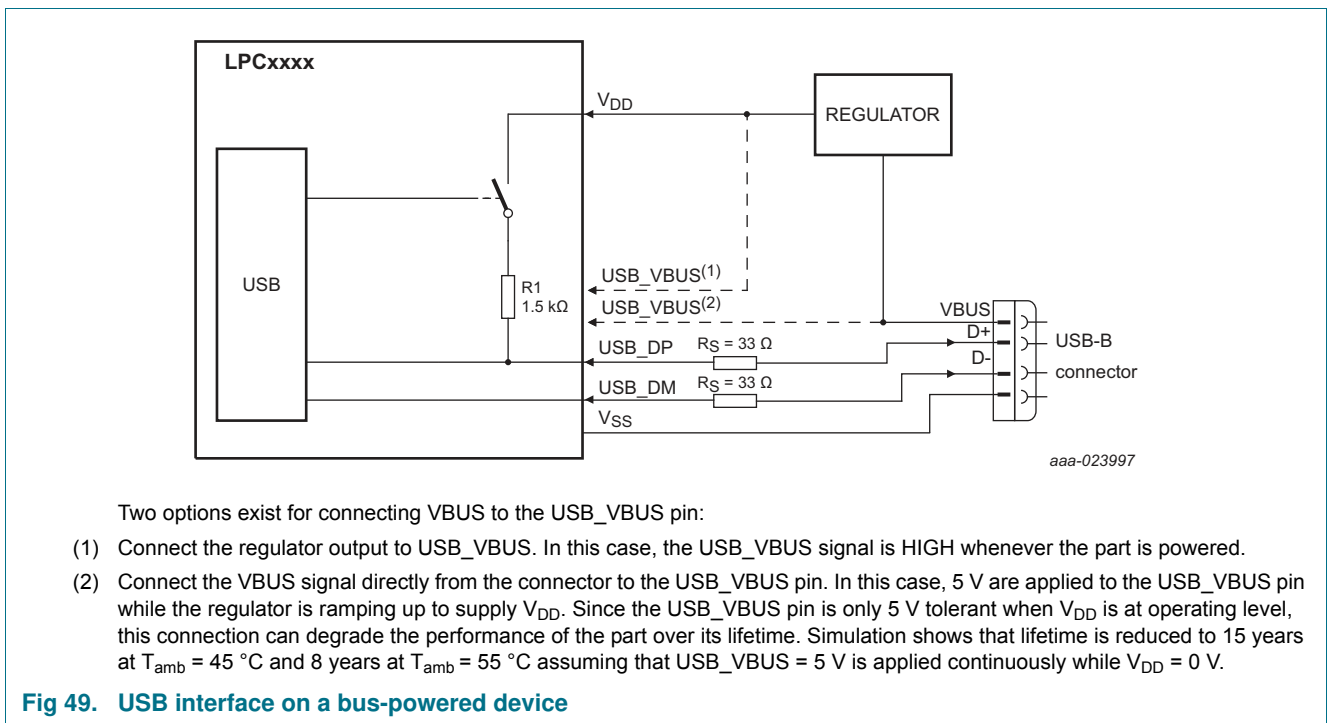 LPCxxxx
VDD
REGULATOR
USB
R1
1.5 kΩ
USB_VBUS(1)
USB_VBUS(2)
VBUS
D+
USB-B
USB_DP RS = 33 Ω
D-
connector
USB_DM RS = 33 Ω
VSS
aaa-023997
Two options exist for connecting VBUS to the USB_VBUS pin:
(1) Connect the regulator output to USB_VBUS. In this case, the USB_VBUS signal is HIGH whenever the part is powered.
(2) Connect the VBUS signal directly from the connector to the USB_VBUS pin. In this case, 5 V are applied to the USB_VBUS pin
while the regulator is ramping up to supply VDD. Since the USB_VBUS pin is only 5 V tolerant when VDD is at operating level,
this connection can degrade the performance of the part over its lifetime. Simulation shows that lifetime is reduced to 15 years
at Tamb = 45 °C and 8 years at Tamb = 55 °C assuming that USB_VBUS = 5 V is applied continuously while VDD = 0 V.
Fig 49. USB interface on a bus-powered device